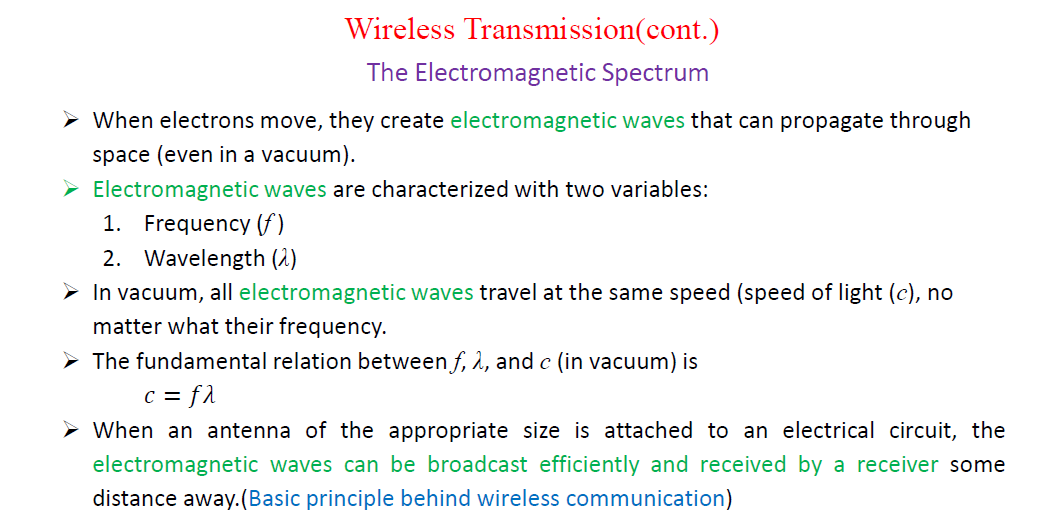 Wireless Transmission(cont.)
The Electromagnetic Spectrum
➢ When electrons move, they create electromagnetic waves that can propagate through
space (even in a vacuum).
➢ Electromagnetic waves are characterized with two variables:
1. Frequency (f)
2. Wavelength (λ)
➢ In vacuum, all electromagnetic waves travel at the same speed (speed of light (c), no
matter what their frequency.
➢ The fundamental relation between f, λ, and c (in vacuum) is
c = fλ
➢ When an antenna of the appropriate size is attached to an electrical circuit, the
electromagnetic waves can be broadcast efficiently and received by a receiver some
distance away.(Basic principle behind wireless communication)